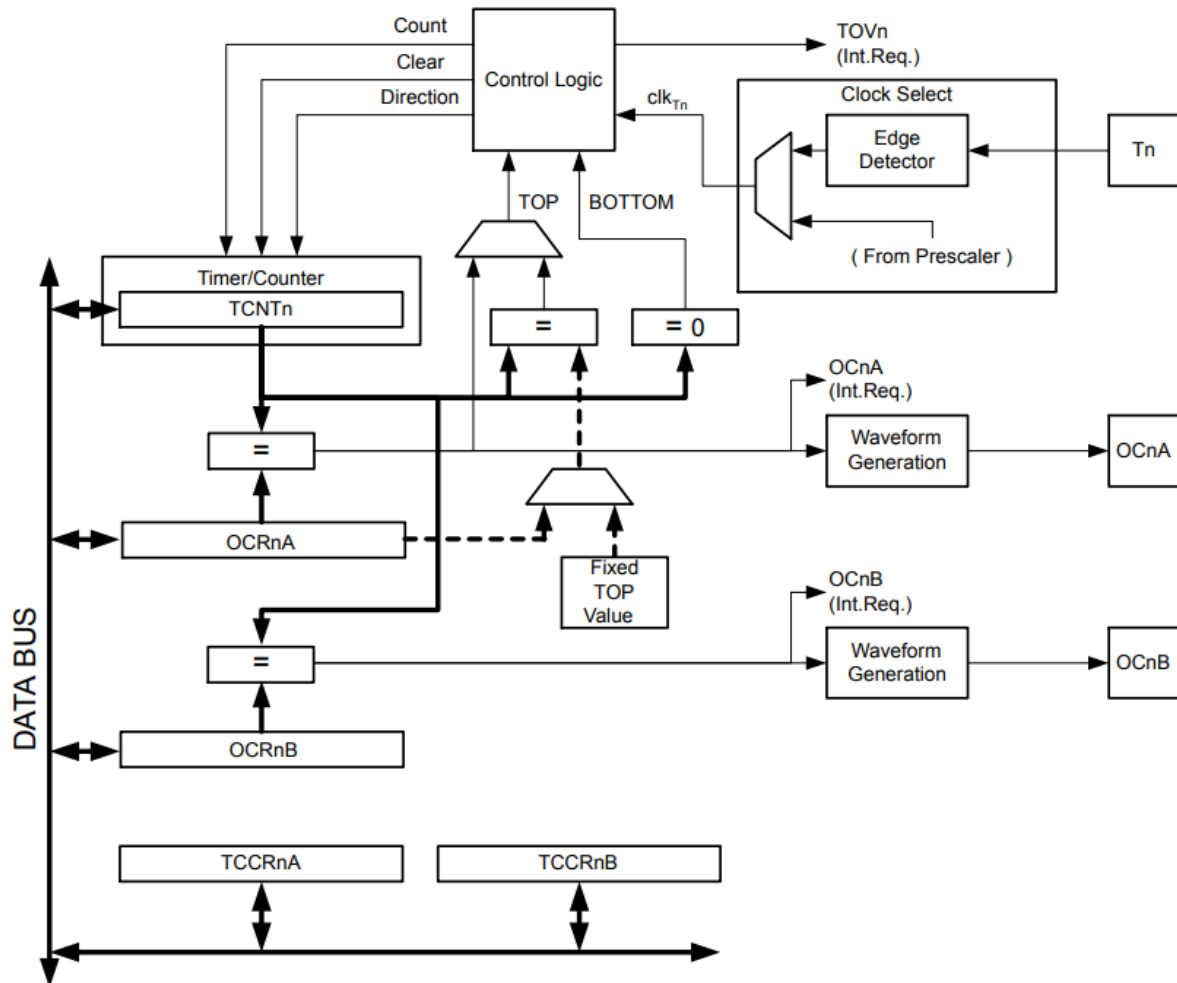 Count
Clear
Direction
Control Logic
TOVn
(Int.Req.)
clkTn
Clock Select
Edge
Detector
Tn
( From Prescaler )
TOP
BOTTOM
Timer/Counter
TCNTn
=
= 0
OCnA
(Int.Req.)
=
Waveform
Generation
OCnA
OCRnA
Fixed
TOP
Value
OCnB
(Int.Req.)
=
Waveform
Generation
OCnB
OCRnB
DATA BUS
TCCRnA
TCCRnB